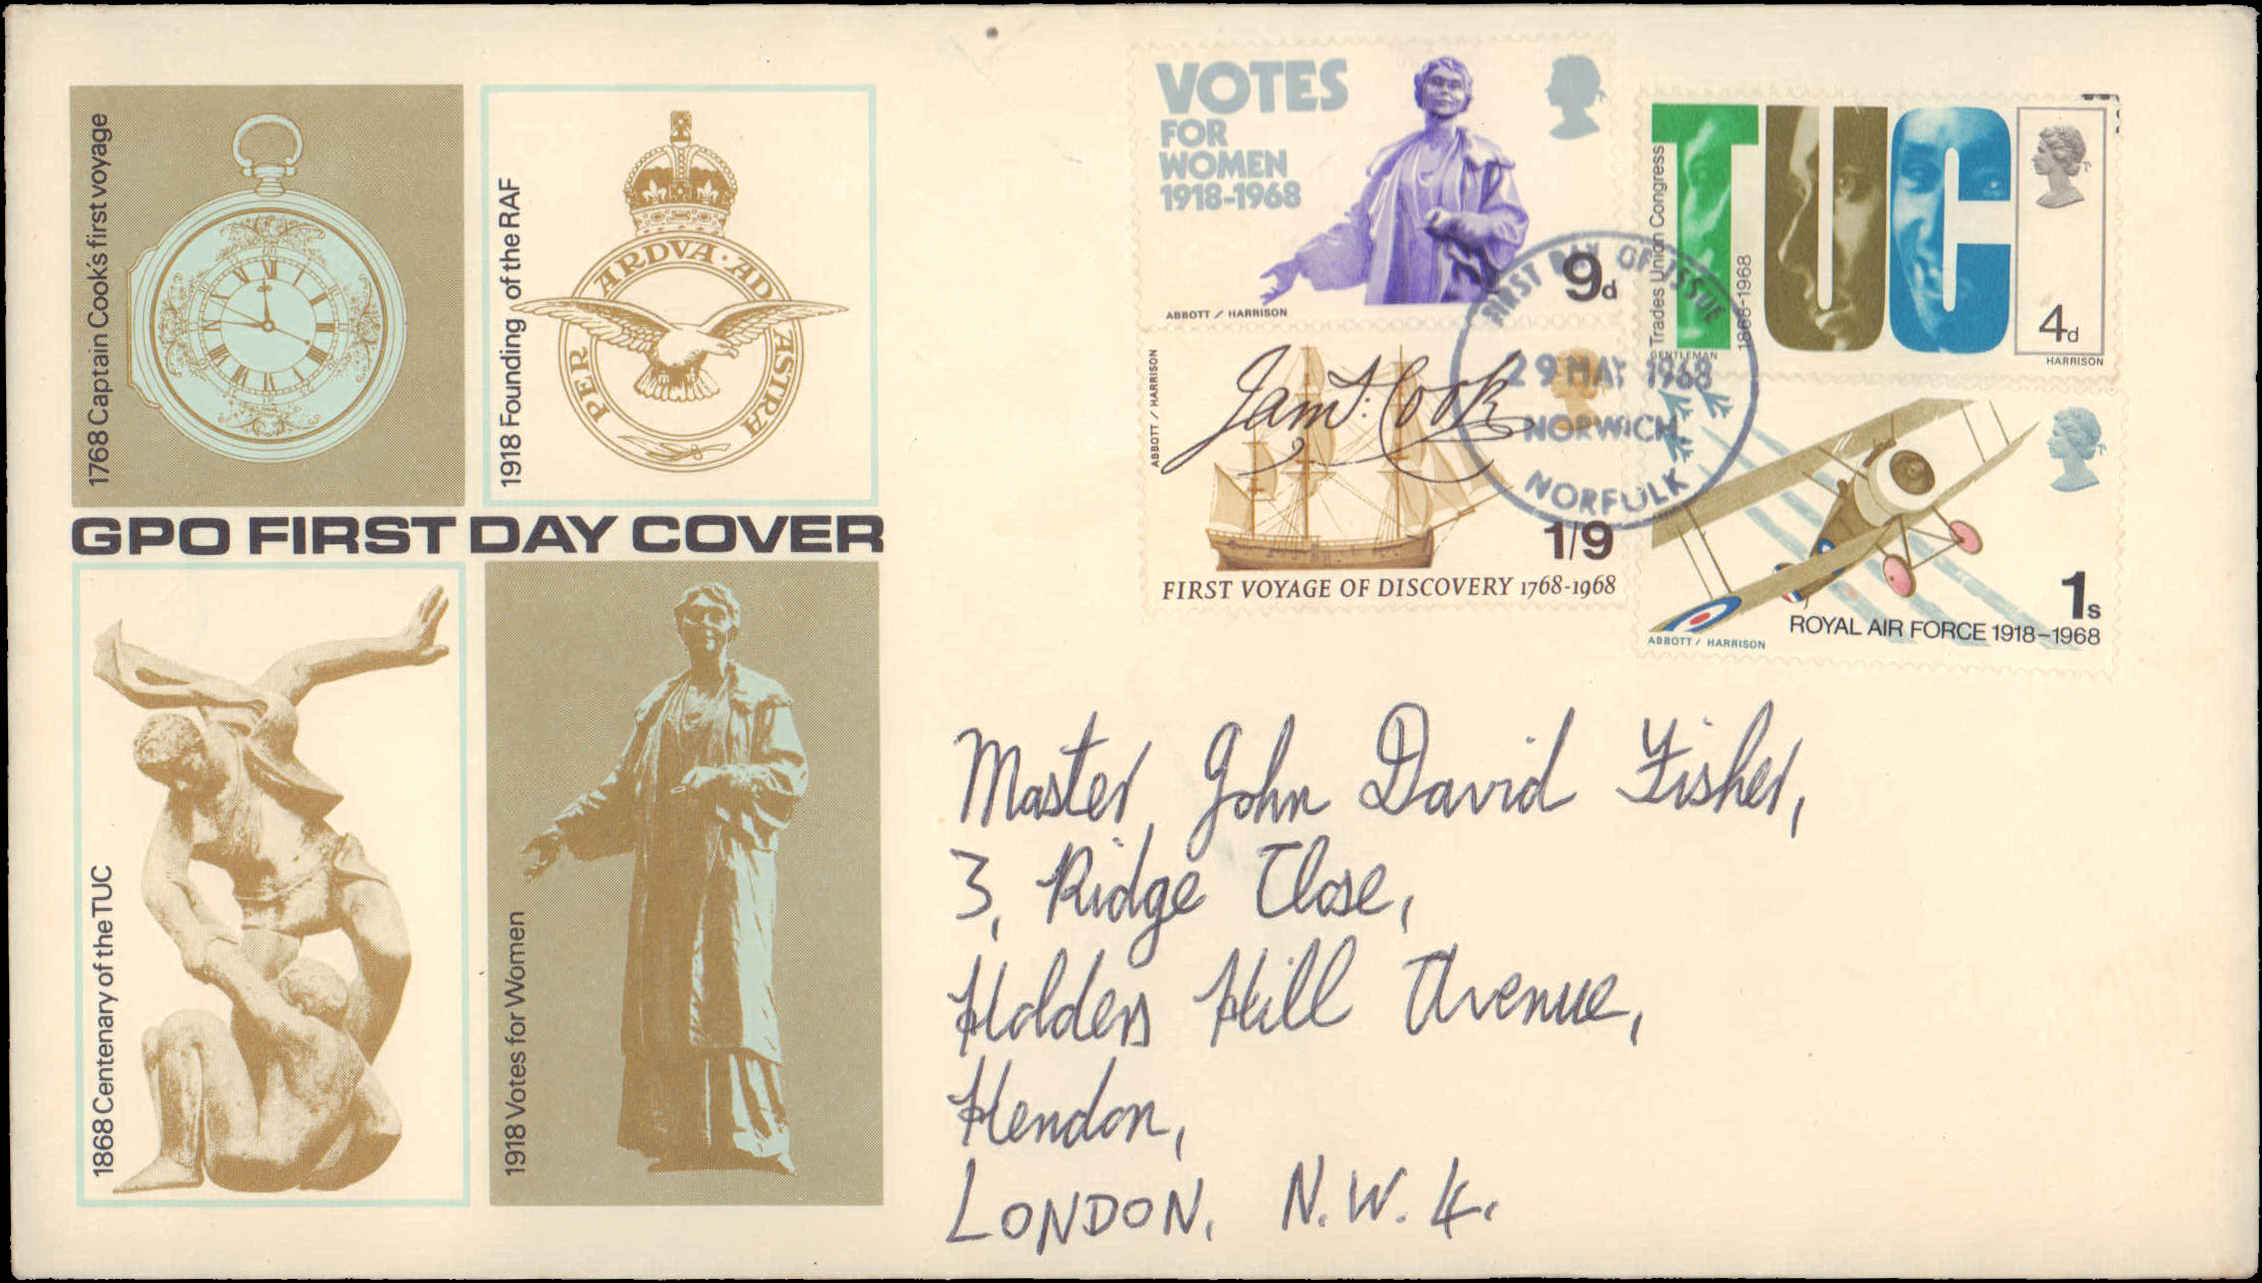 1768 Captain Cook's first voyage
1918 Founding of the RAF
PER ARDVA · AD ASTRA
GPO FIRST DAY COVER
1868 Centenary of the TUC
1918 Votes for Women
VOTES
FOR
WOMEN
1918-1968
9d
ABBOTT / HARRISON
TUC
Trades Union Congress
1868-1968
GENTLEMAN
4d
HARRISON
ABBOTT / HARRISON
Jams. Cook
1/9
FIRST VOYAGE OF DISCOVERY 1768-1968
1s
ROYAL AIR FORCE 1918-1968
ABBOTT / HARRISON
FIRST DAY OF ISSUE
29 MAY 1968
NORWICH
NORFOLK
Master John David Fisher,
3, Ridge Close,
Holders Hill Avenue,
Hendon,
LONDON. N.W.4.